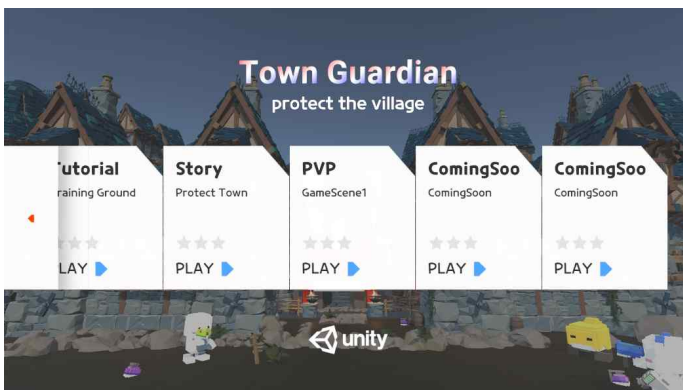 Town Guardian
protect the village
Tutorial
raining Ground
LAY
Story
Protect Town
PLAY
PVP
GameScene1
PLAY
ComingSoo
ComingSoon
PLAY
ComingSoo
ComingSoon
PLAY
unity